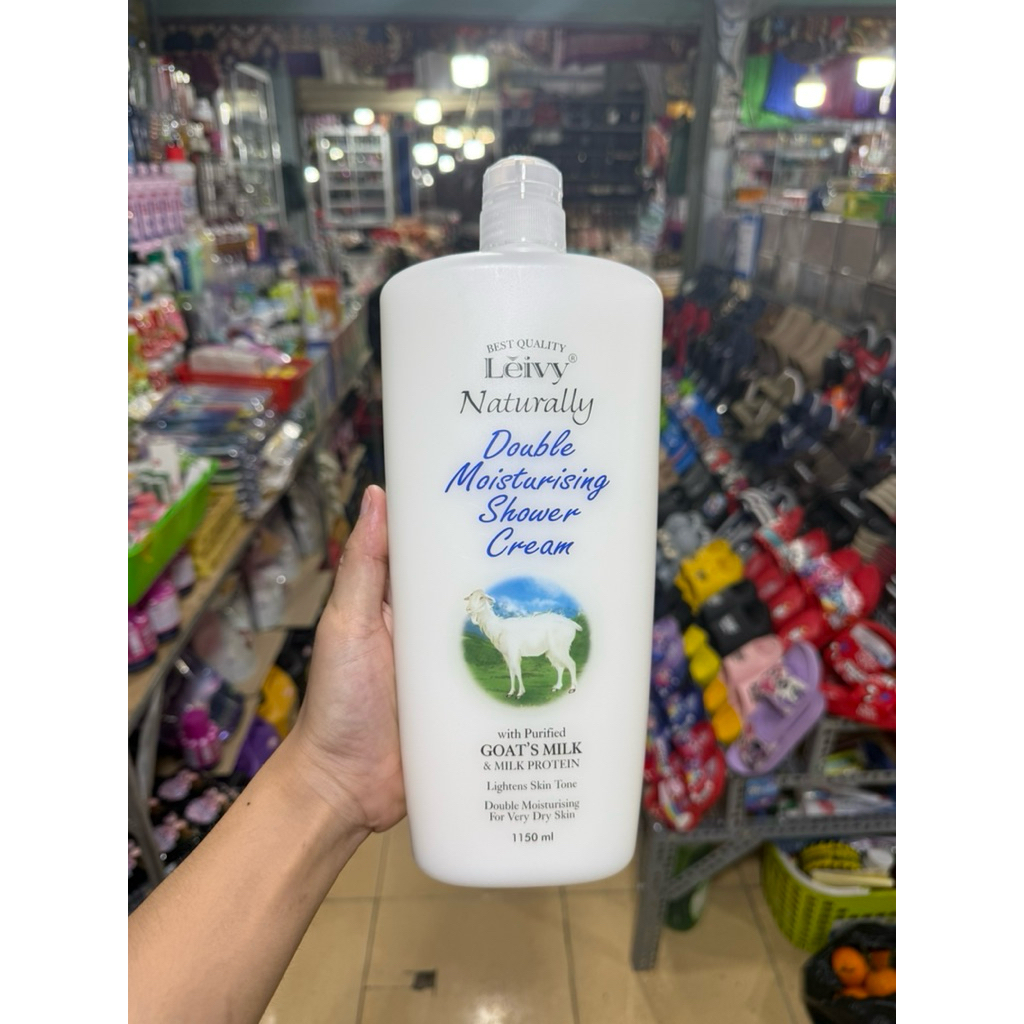 BEST QUALITY
Lĕivy®
Naturally
Double
Moisturising
Shower
Cream
with Purified
GOAT'S MILK
& MILK PROTEIN
Lightens Skin Tone
Double Moisturising
For Very Dry Skin
1150 ml